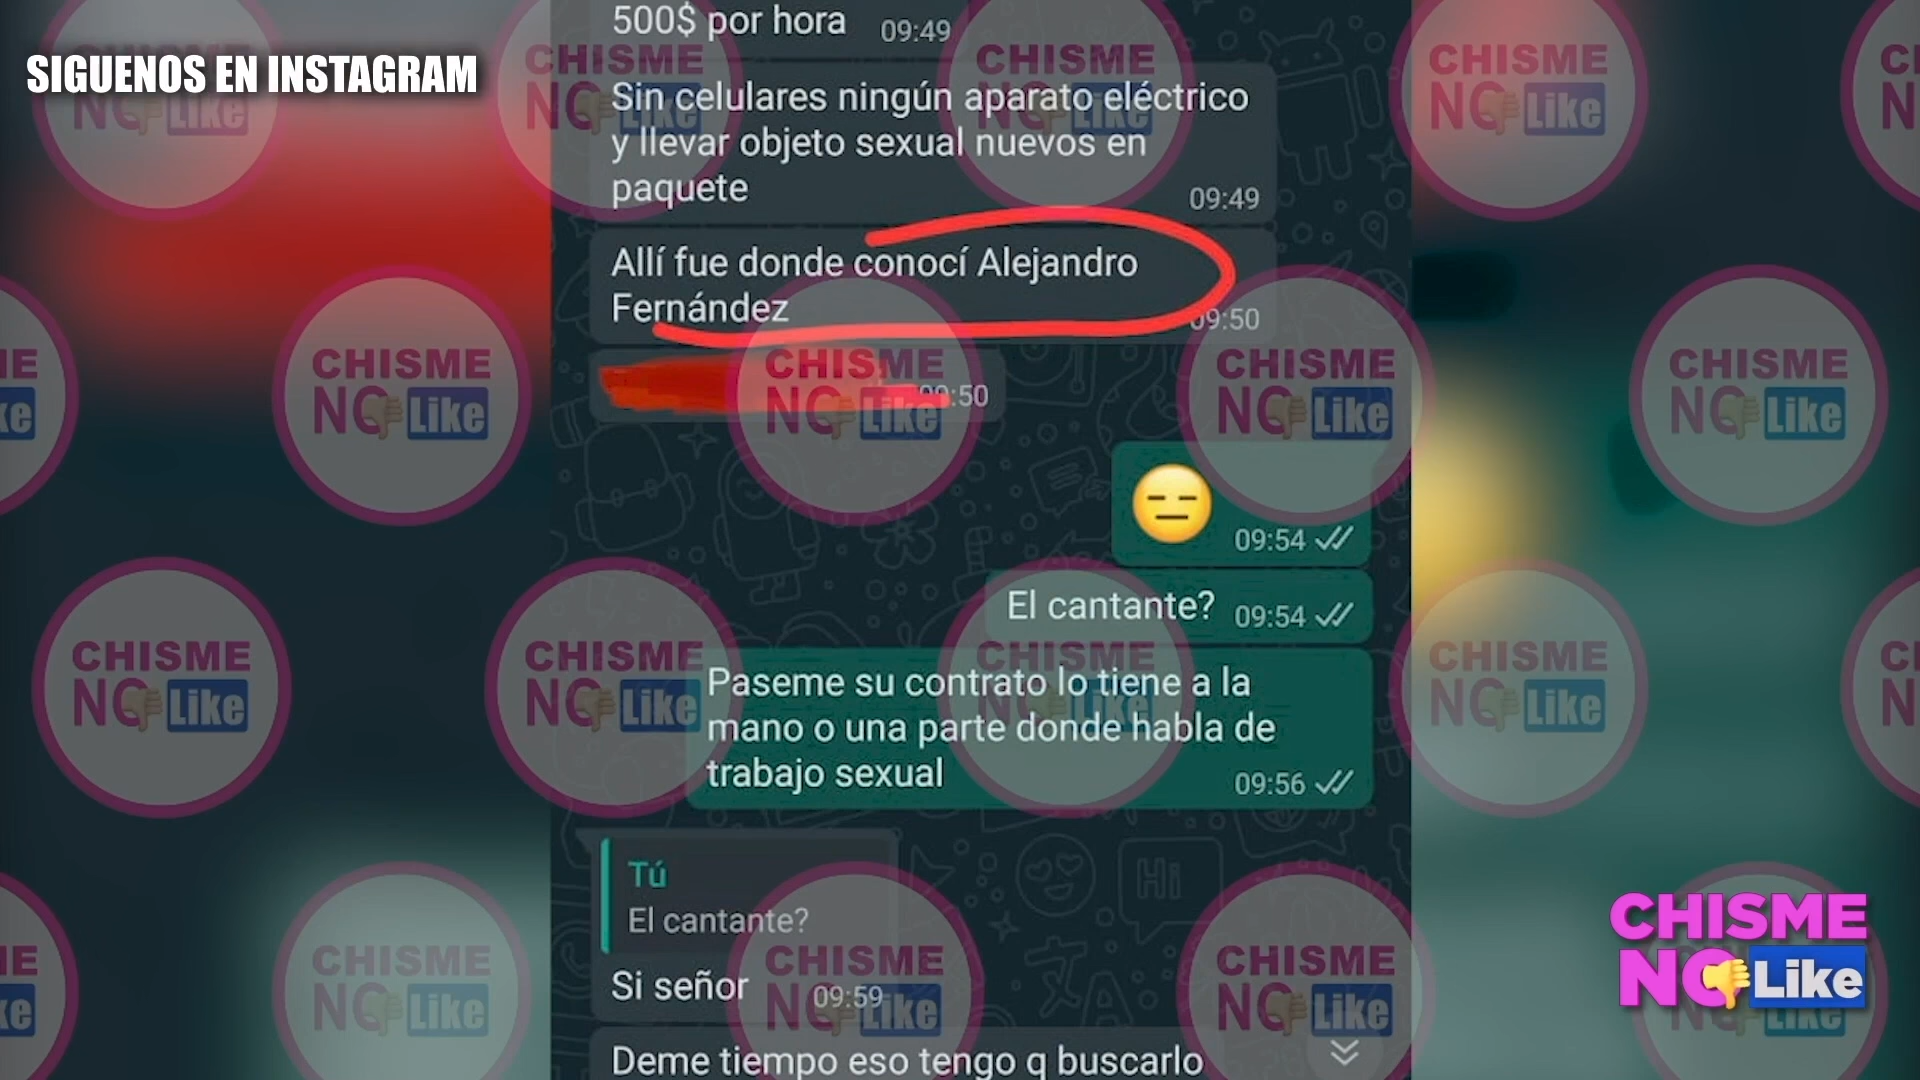 SIGUENOS EN INSTAGRAM
500$ por hora 09:49
Sin celulares ningún aparato eléctrico
y llevar objeto sexual nuevos en
paquete 09:49
Allí fue donde conocí Alejandro
Fernández 09:50
09:50
09:54
El cantante? 09:54
Paseme su contrato lo tiene a la
mano o una parte donde habla de
trabajo sexual 09:56
Tú
El cantante?
Si señor 09:59
Deme tiempo eso tengo q buscarlo
CHISME
NO Like